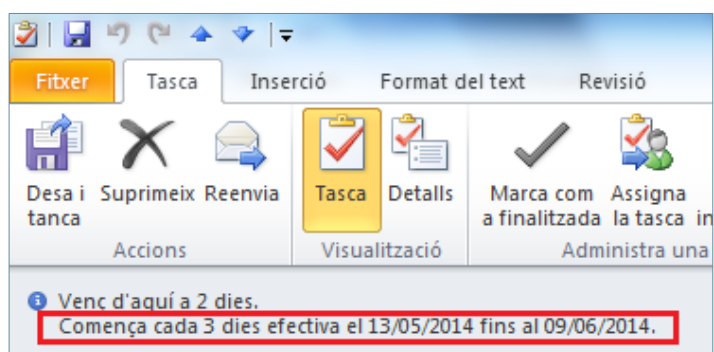 Fitxer Tasca Inserció Format del text Revisió
Desa i tanca Suprimeix Reenvia Tasca Detalls Marca com a finalitzada Assigna la tasca in
Accions Visualització Administra una
Venç d'aquí a 2 dies.
Comença cada 3 dies efectiva el 13/05/2014 fins al 09/06/2014.